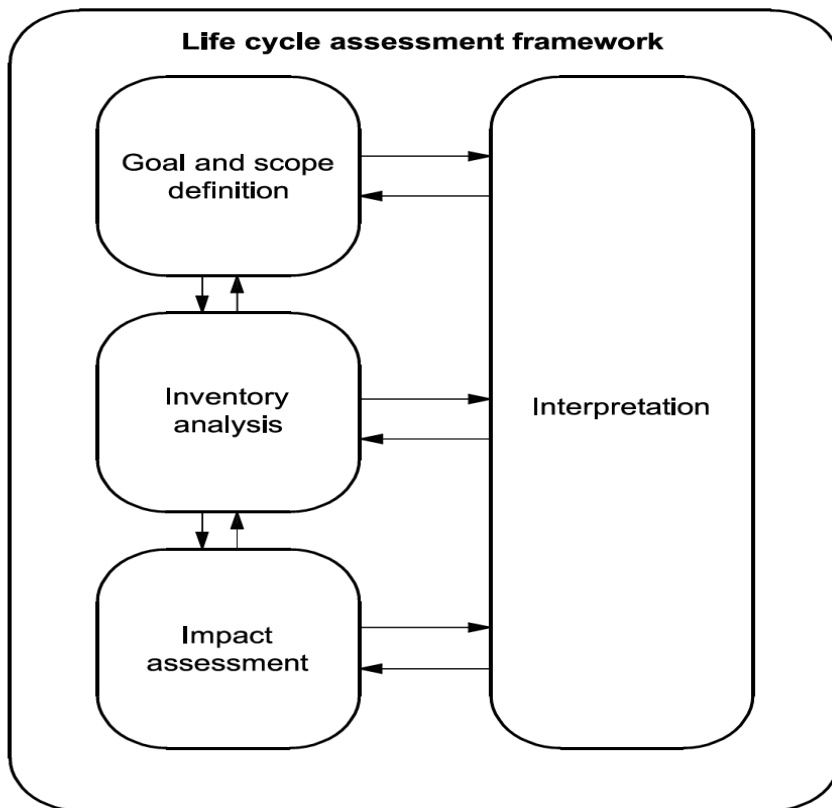 Life cycle assessment framework
Goal and scope
definition
Inventory
analysis
Interpretation
Impact
assessment